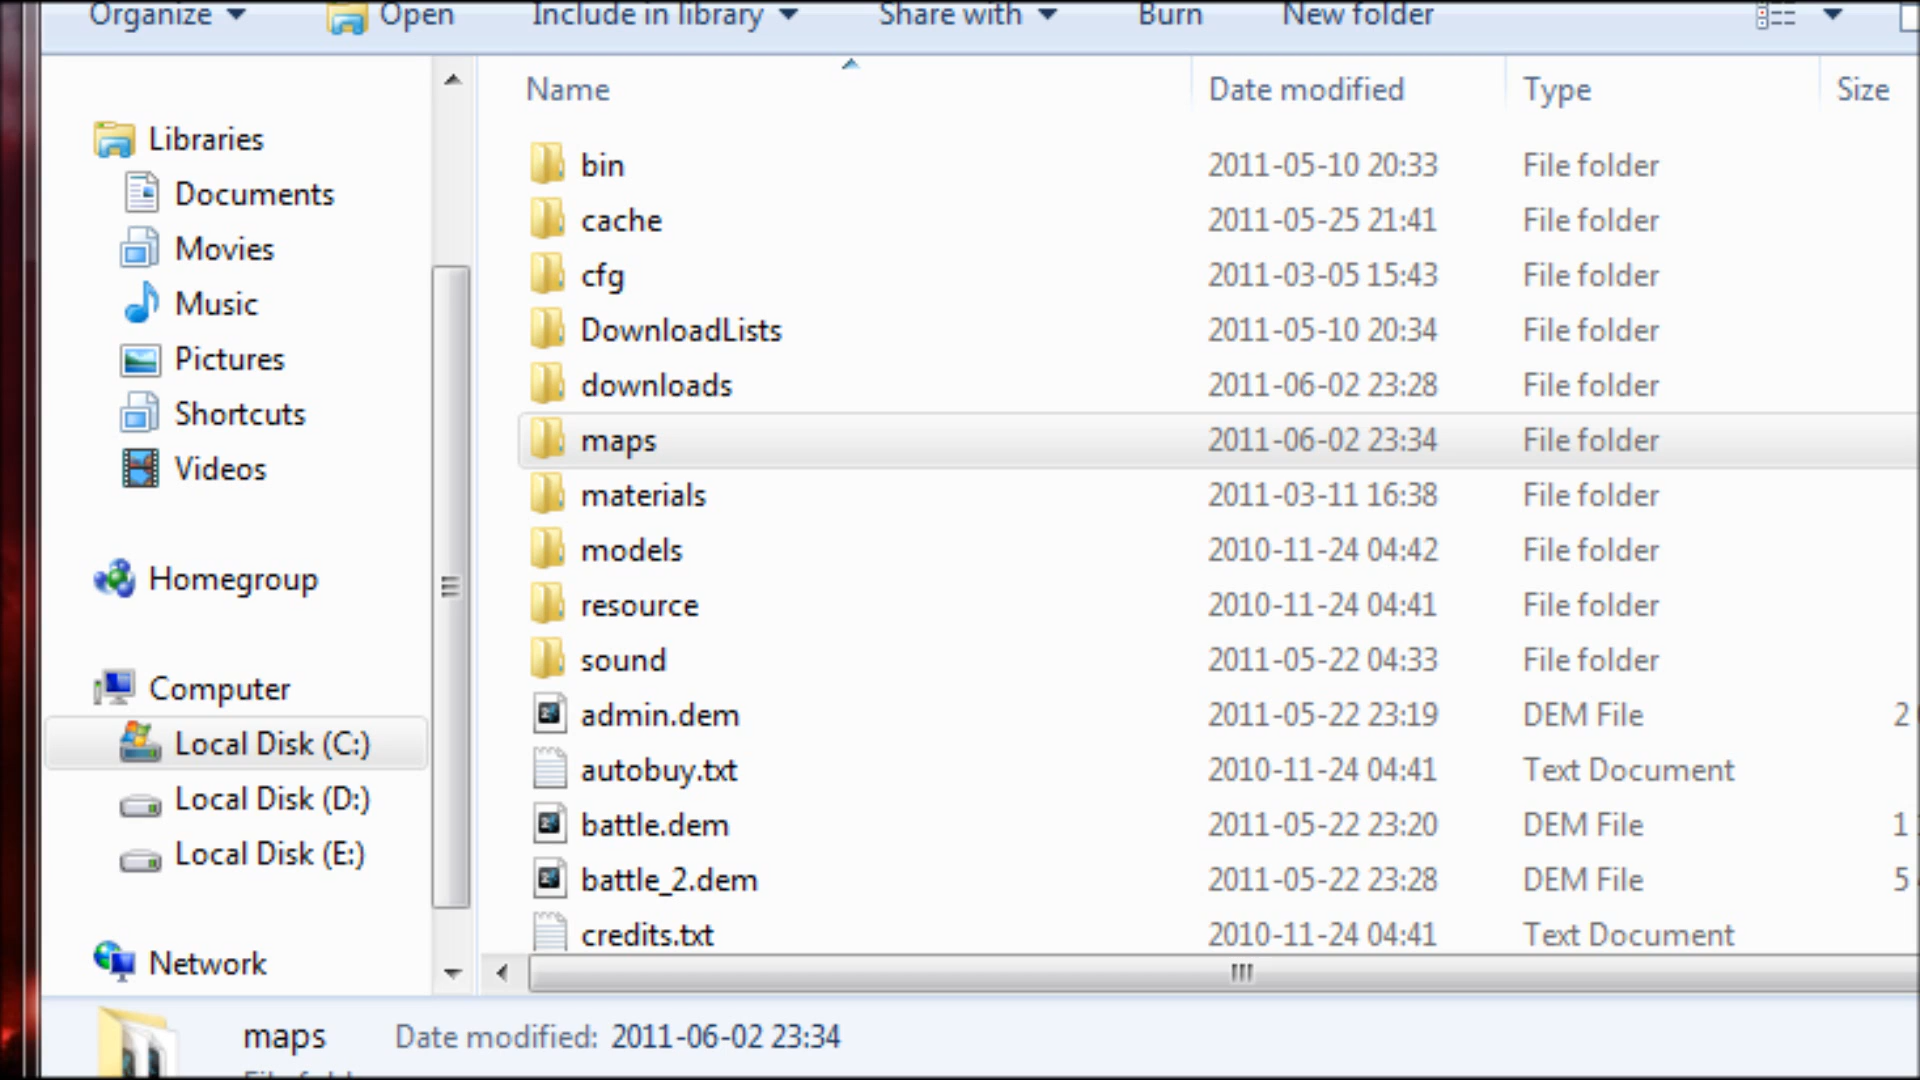 Organize Open Include in library Share with Burn New folder
Name Date modified Type Size
Libraries
Documents
Movies
Music
Pictures
Shortcuts
Videos
Homegroup
Computer
Local Disk (C:)
Local Disk (D:)
Local Disk (E:)
Network
bin 2011-05-10 20:33 File folder
cache 2011-05-25 21:41 File folder
cfg 2011-03-05 15:43 File folder
DownloadLists 2011-05-10 20:34 File folder
downloads 2011-06-02 23:28 File folder
maps 2011-06-02 23:34 File folder
materials 2011-03-11 16:38 File folder
models 2010-11-24 04:42 File folder
resource 2010-11-24 04:41 File folder
sound 2011-05-22 04:33 File folder
admin.dem 2011-05-22 23:19 DEM File 2
autobuy.txt 2010-11-24 04:41 Text Document
battle.dem 2011-05-22 23:20 DEM File 1
battle_2.dem 2011-05-22 23:28 DEM File 5
credits.txt 2010-11-24 04:41 Text Document
maps Date modified: 2011-06-02 23:34